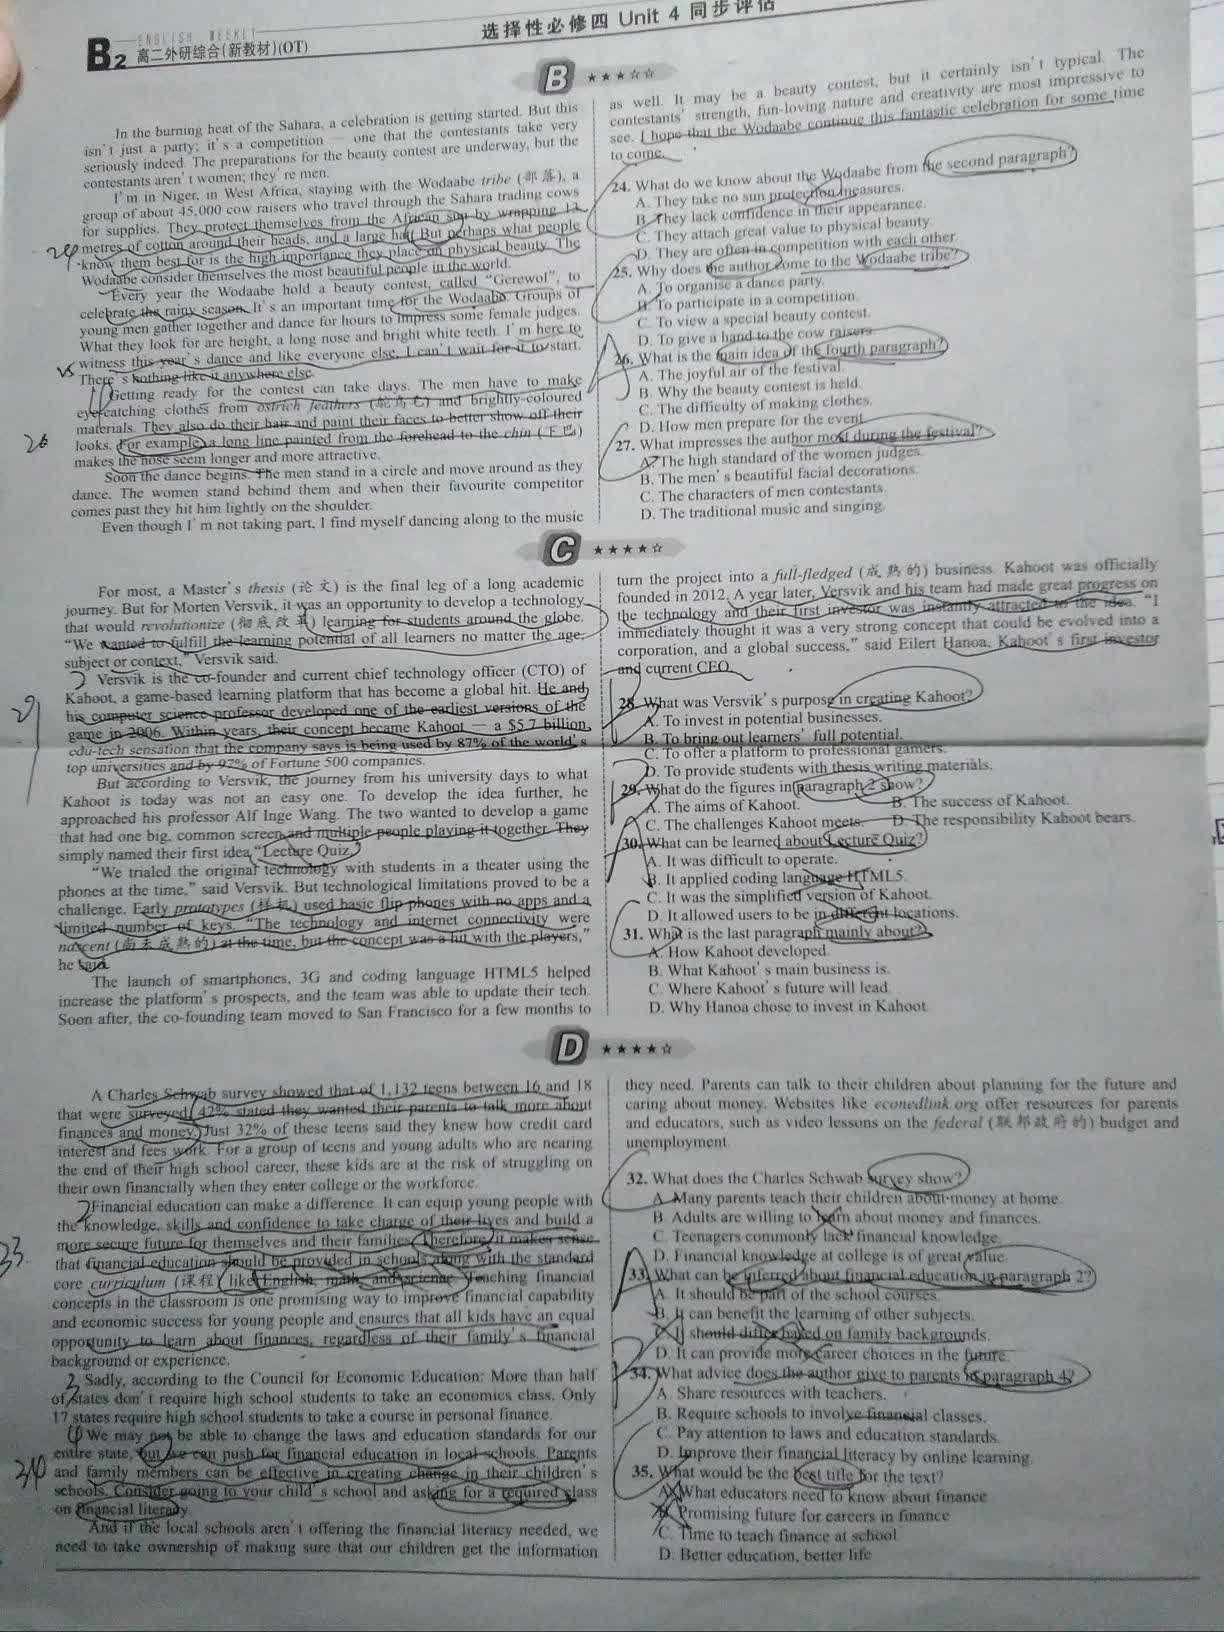 ENGLISH WEEKLY
B2 高二外研综合(新教材)(OT)
选择性必修四 Unit 4 同步评估
B ★★★☆☆
In the burning heat of the Sahara, a celebration is getting started. But this
isn't just a party; it's a competition — one that the contestants take very
seriously indeed. The preparations for the beauty contest are underway, but the
contestants aren't women; they're men.
I'm in Niger, in West Africa, staying with the Wodaabe tribe (部落), a
group of about 45,000 cow raisers who travel through the Sahara trading cows
for supplies. They protect themselves from the African sun by wrapping 12
metres of cotton around their heads, and a large hat. But perhaps what people
know them best for is the high importance they place on physical beauty. The
Wodaabe consider themselves the most beautiful people in the world.
Every year the Wodaabe hold a beauty contest, called "Gerewol", to
celebrate the rainy season. It's an important time for the Wodaabe. Groups of
young men gather together and dance for hours to impress some female judges.
What they look for are height, a long nose and bright white teeth. I'm here to
witness this year's dance and like everyone else, I can't wait for it to start.
There's nothing like it anywhere else.
Getting ready for the contest can take days. The men have to make
eye-catching clothes from ostrich feathers (鸵鸟毛) and brightly-coloured
materials. They also do their hair and paint their faces to better show off their
looks. For example, a long line painted from the forehead to the chin (下巴)
makes the nose seem longer and more attractive.
Soon the dance begins. The men stand in a circle and move around as they
dance. The women stand behind them and when their favourite competitor
comes past they hit him lightly on the shoulder.
Even though I'm not taking part, I find myself dancing along to the music
as well. It may be a beauty contest, but it certainly isn't typical. The
contestants' strength, fun-loving nature and creativity are most impressive to
see. I hope that the Wodaabe continue this fantastic celebration for some time
to come.
24. What do we know about the Wodaabe from the second paragraph?
A. They take no sun protection measures.
B. They lack confidence in their appearance.
C. They attach great value to physical beauty.
D. They are often in competition with each other.
25. Why does the author come to the Wodaabe tribe?
A. To organise a dance party.
B. To participate in a competition.
C. To view a special beauty contest.
D. To give a hand to the cow raisers.
26. What is the main idea of the fourth paragraph?
A. The joyful air of the festival.
B. Why the beauty contest is held.
C. The difficulty of making clothes.
D. How men prepare for the event.
27. What impresses the author most during the festival?
A. The high standard of the women judges.
B. The men's beautiful facial decorations.
C. The characters of men contestants.
D. The traditional music and singing.
24
vs
26
C ★★★★☆
For most, a Master's thesis (论文) is the final leg of a long academic
journey. But for Morten Versvik, it was an opportunity to develop a technology
that would revolutionize (彻底改革) learning for students around the globe.
"We wanted to fulfill the learning potential of all learners no matter the age,
subject or context," Versvik said.
Versvik is the co-founder and current chief technology officer (CTO) of
Kahoot, a game-based learning platform that has become a global hit. He and
his computer science professor developed one of the earliest versions of the
game in 2006. Within years, their concept became Kahoot — a $5.7 billion
edu-tech sensation that the company says is being used by 87% of the world's
top universities and by 97% of Fortune 500 companies.
But according to Versvik, the journey from his university days to what
Kahoot is today was not an easy one. To develop the idea further, he
approached his professor Alf Inge Wang. The two wanted to develop a game
that had one big, common screen and multiple people playing it together. They
simply named their first idea "Lecture Quiz".
"We trialed the original technology with students in a theater using the
phones at the time," said Versvik. But technological limitations proved to be a
challenge. Early prototypes (样机) used basic flip phones with no apps and a
limited number of keys. "The technology and internet connectivity were
nascent (尚未成熟的) at the time, but the concept was a hit with the players,"
he said.
The launch of smartphones, 3G and coding language HTML5 helped
increase the platform's prospects, and the team was able to update their tech.
Soon after, the co-founding team moved to San Francisco for a few months to
turn the project into a full-fledged (成熟的) business. Kahoot was officially
founded in 2012. A year later, Versvik and his team had made great progress on
the technology and their first investor was instantly attracted to the idea. "I
immediately thought it was a very strong concept that could be evolved into a
corporation, and a global success," said Eilert Hanoa, Kahoot's first investor
and current CEO.
28. What was Versvik's purpose in creating Kahoot?
A. To invest in potential businesses.
B. To bring out learners' full potential.
C. To offer a platform to professional gamers.
D. To provide students with thesis writing materials.
29. What do the figures in paragraph 2 show?
A. The aims of Kahoot. B. The success of Kahoot.
C. The challenges Kahoot meets. D. The responsibility Kahoot bears.
30. What can be learned about Lecture Quiz?
A. It was difficult to operate.
B. It applied coding language HTML5.
C. It was the simplified version of Kahoot.
D. It allowed users to be in different locations.
31. What is the last paragraph mainly about?
A. How Kahoot developed.
B. What Kahoot's main business is.
C. Where Kahoot's future will lead.
D. Why Hanoa chose to invest in Kahoot.
29
2
D ★★★★☆
A Charles Schwab survey showed that of 1,132 teens between 16 and 18
that were surveyed, 42% stated they wanted their parents to talk more about
finances and money. Just 32% of these teens said they knew how credit card
interest and fees work. For a group of teens and young adults who are nearing
the end of their high school career, these kids are at the risk of struggling on
their own financially when they enter college or the workforce.
Financial education can make a difference. It can equip young people with
the knowledge, skills and confidence to take charge of their lives and build a
more secure future for themselves and their families. Therefore, it makes sense
that financial education should be provided in schools along with the standard
core curriculum (课程) like English, math, and science. Teaching financial
concepts in the classroom is one promising way to improve financial capability
and economic success for young people and ensures that all kids have an equal
opportunity to learn about finances, regardless of their family's financial
background or experience.
Sadly, according to the Council for Economic Education: More than half
of states don't require high school students to take an economics class. Only
17 states require high school students to take a course in personal finance.
We may not be able to change the laws and education standards for our
entire state, but we can push for financial education in local schools. Parents
and family members can be effective in creating change in their children's
schools. Consider going to your child's school and asking for a required class
on financial literacy.
And if the local schools aren't offering the financial literacy needed, we
need to take ownership of making sure that our children get the information
they need. Parents can talk to their children about planning for the future and
caring about money. Websites like econedlink.org offer resources for parents
and educators, such as video lessons on the federal (联邦政府的) budget and
unemployment.
32. What does the Charles Schwab survey show?
A. Many parents teach their children about money at home.
B. Adults are willing to learn about money and finances.
C. Teenagers commonly lack financial knowledge.
D. Financial knowledge at college is of great value.
33. What can be inferred about financial education in paragraph 2?
A. It should be part of the school courses.
B. It can benefit the learning of other subjects.
C. It should differ based on family backgrounds.
D. It can provide more career choices in the future.
34. What advice does the author give to parents in paragraph 4?
A. Share resources with teachers.
B. Require schools to involve financial classes.
C. Pay attention to laws and education standards.
D. Improve their financial literacy by online learning.
35. What would be the best title for the text?
A. What educators need to know about finance
B. Promising future for careers in finance
C. Time to teach finance at school
D. Better education, better life
2
33.
3
4
34